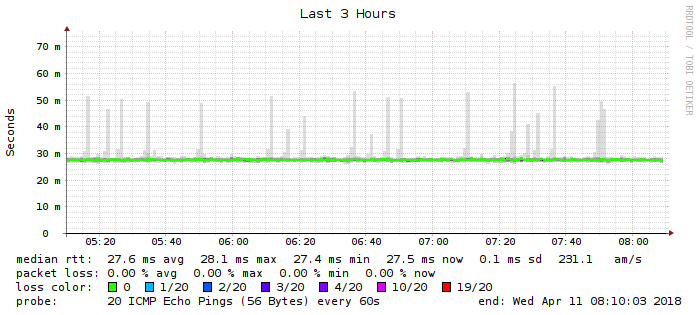 Last 3 Hours
RRDTOOL / TOBI OETIKER
Seconds
70 m
60 m
50 m
40 m
30 m
20 m
10 m
0
05:20 05:40 06:00 06:20 06:40 07:00 07:20 07:40 08:00
median rtt: 27.6 ms avg 28.1 ms max 27.4 ms min 27.5 ms now 0.1 ms sd 231.1 am/s
packet loss: 0.00 % avg 0.00 % max 0.00 % min 0.00 % now
loss color: 0 1/20 2/20 3/20 4/20 10/20 19/20
probe: 20 ICMP Echo Pings (56 Bytes) every 60s end: Wed Apr 11 08:10:03 2018